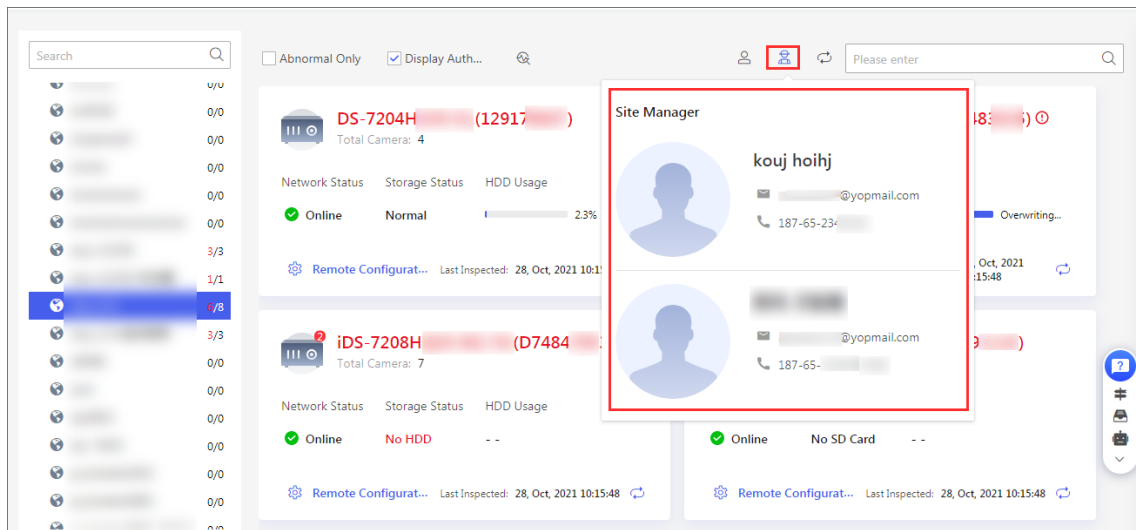 Search
0/0
0/0
0/0
0/0
0/0
0/0
3/3
1/1
6/8
3/3
0/0
0/0
0/0
0/0
0/0
0/0
0/0
Abnormal Only
Display Auth...
Please enter
DS-7204H (12917 )
Total Camera: 4
Network Status Storage Status HDD Usage
Online Normal 2.3%
Remote Configurat... Last Inspected: 28, Oct, 2021 10:15
Site Manager
kouj hoihj
@yopmail.com
187-65-234
@yopmail.com
187-65-
483 )
Overwriting...
, Oct, 2021
:15:48
2
iDS-7208H (D7484
Total Camera: 7
Network Status Storage Status HDD Usage
Online No HDD - -
Remote Configurat... Last Inspected: 28, Oct, 2021 10:15:48
9 )
Online No SD Card - -
Remote Configurat... Last Inspected: 28, Oct, 2021 10:15:48